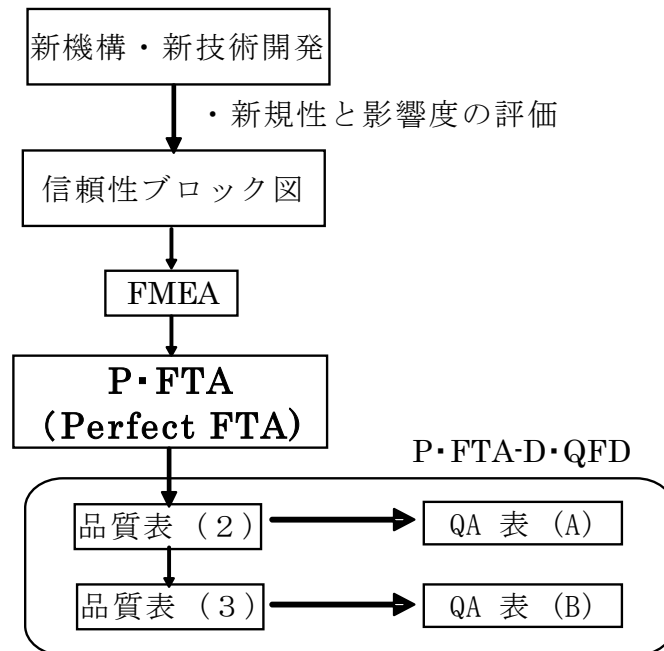 新機構・新技術開発
・新規性と影響度の評価
信頼性ブロック図
FMEA
P・FTA
(Perfect FTA)
P・FTA-D・QFD
品質表（２）
QA 表 (A)
品質表（３）
QA 表 (B)